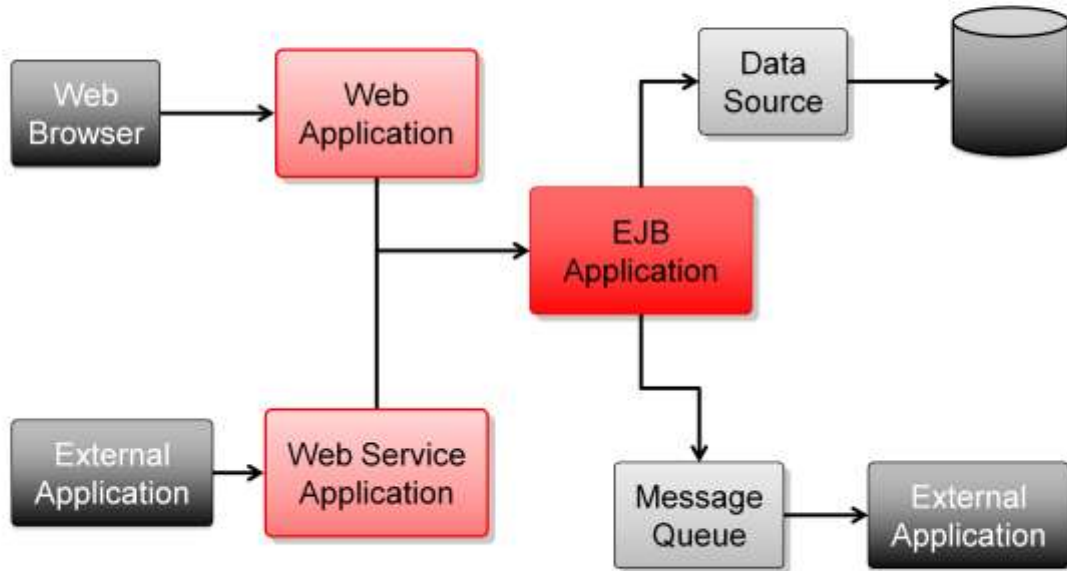 Web
Browser
Web
Application
Data
Source
EJB
Application
External
Application
Web Service
Application
Message
Queue
External
Application